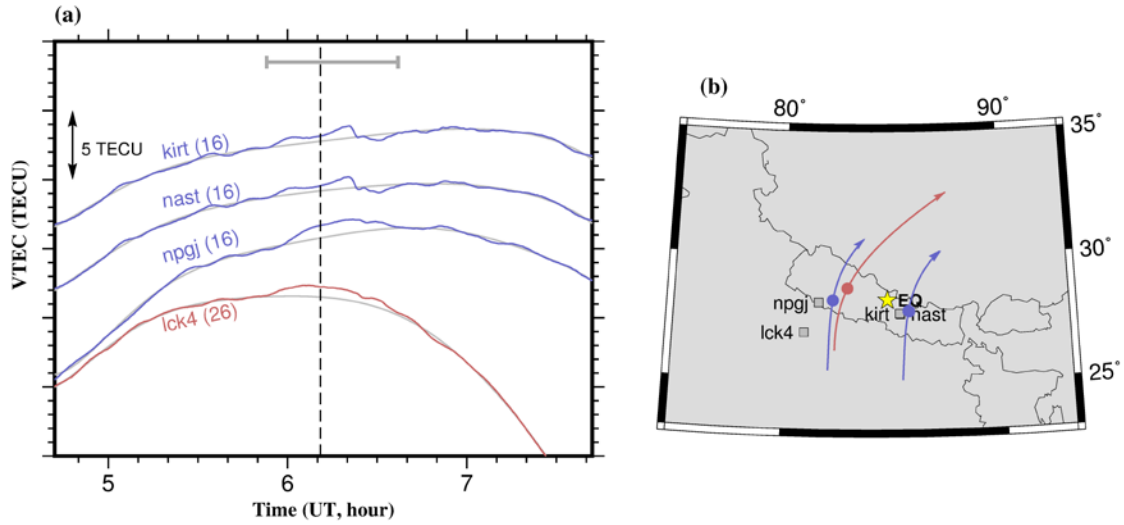 (a)
5 TECU
kirt (16)
nast (16)
npgj (16)
lck4 (26)
VTEC (TECU)
5
6
7
Time (UT, hour)
(b)
80°
90°
35°
30°
25°
npgj
EQ
kirt
nast
lck4